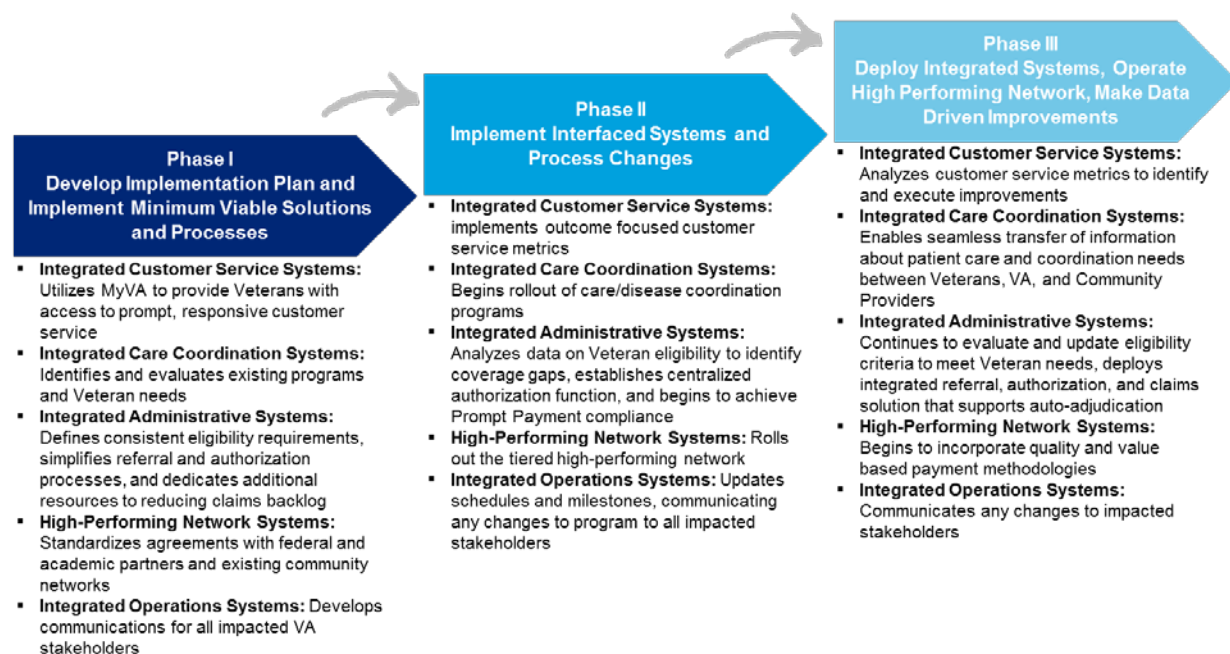 Phase I
Develop Implementation Plan and
Implement Minimum Viable Solutions
and Processes
▪ Integrated Customer Service Systems:
Utilizes MyVA to provide Veterans with
access to prompt, responsive customer
service
▪ Integrated Care Coordination Systems:
Identifies and evaluates existing programs
and Veteran needs
▪ Integrated Administrative Systems:
Defines consistent eligibility requirements,
simplifies referral and authorization
processes, and dedicates additional
resources to reducing claims backlog
▪ High-Performing Network Systems:
Standardizes agreements with federal and
academic partners and existing community
networks
▪ Integrated Operations Systems: Develops
communications for all impacted VA
stakeholders
Phase II
Implement Interfaced Systems and
Process Changes
▪ Integrated Customer Service Systems:
implements outcome focused customer
service metrics
▪ Integrated Care Coordination Systems:
Begins rollout of care/disease coordination
programs
▪ Integrated Administrative Systems:
Analyzes data on Veteran eligibility to identify
coverage gaps, establishes centralized
authorization function, and begins to achieve
Prompt Payment compliance
▪ High-Performing Network Systems: Rolls
out the tiered high-performing network
▪ Integrated Operations Systems: Updates
schedules and milestones, communicating
any changes to program to all impacted
stakeholders
Phase III
Deploy Integrated Systems, Operate
High Performing Network, Make Data
Driven Improvements
▪ Integrated Customer Service Systems:
Analyzes customer service metrics to identify
and execute improvements
▪ Integrated Care Coordination Systems:
Enables seamless transfer of information
about patient care and coordination needs
between Veterans, VA, and Community
Providers
▪ Integrated Administrative Systems:
Continues to evaluate and update eligibility
criteria to meet Veteran needs, deploys
integrated referral, authorization, and claims
solution that supports auto-adjudication
▪ High-Performing Network Systems:
Begins to incorporate quality and value
based payment methodologies
▪ Integrated Operations Systems:
Communicates any changes to impacted
stakeholders